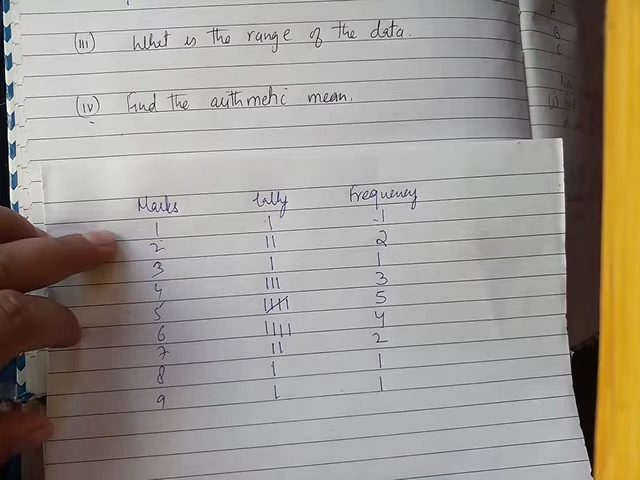 (iii) What is the range of the data.
(iv) Find the arithmetic mean.
Marks Tally Frequency
1 | 1
2 || 2
3 | 1
4 ||| 3
5 𝍸 5
6 |||| 4
7 || 2
8 | 1
9 | 1